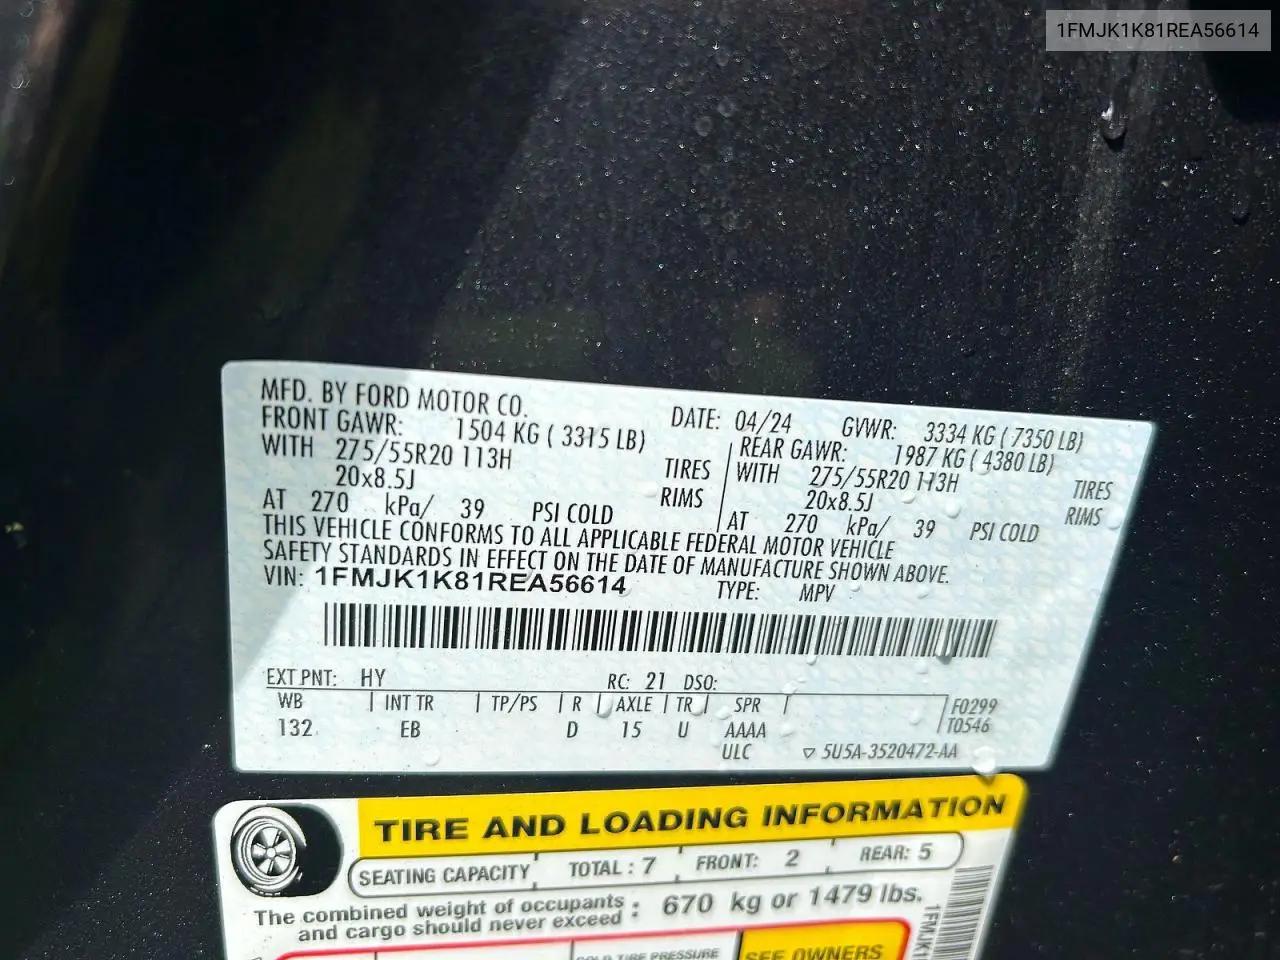 1FMJK1K81REA56614
MFD. BY FORD MOTOR CO.
DATE: 04/24 GVWR: 3334 KG ( 7350 LB)
FRONT GAWR: 1504 KG ( 3315 LB)
REAR GAWR: 1987 KG ( 4380 LB)
WITH 275/55R20 113H TIRES
WITH 275/55R20 113H TIRES
20x8.5J RIMS
20x8.5J RIMS
AT 270 kPa/ 39 PSI COLD
AT 270 kPa/ 39 PSI COLD
THIS VEHICLE CONFORMS TO ALL APPLICABLE FEDERAL MOTOR VEHICLE
SAFETY STANDARDS IN EFFECT ON THE DATE OF MANUFACTURE SHOWN ABOVE.
VIN: 1FMJK1K81REA56614 TYPE: MPV
EXT PNT: HY RC: 21 DSO:
WB INT TR TP/PS R AXLE TR SPR F0299
132 EB D 15 U AAAA T0546
ULC ▽ 5U5A-3520472-AA
TIRE AND LOADING INFORMATION
SEATING CAPACITY TOTAL : 7 FRONT: 2 REAR: 5
The combined weight of occupants and cargo should never exceed : 670 kg or 1479 lbs.
COLD TIRE PRESSURE
SEE OWNERS
1FMJK1